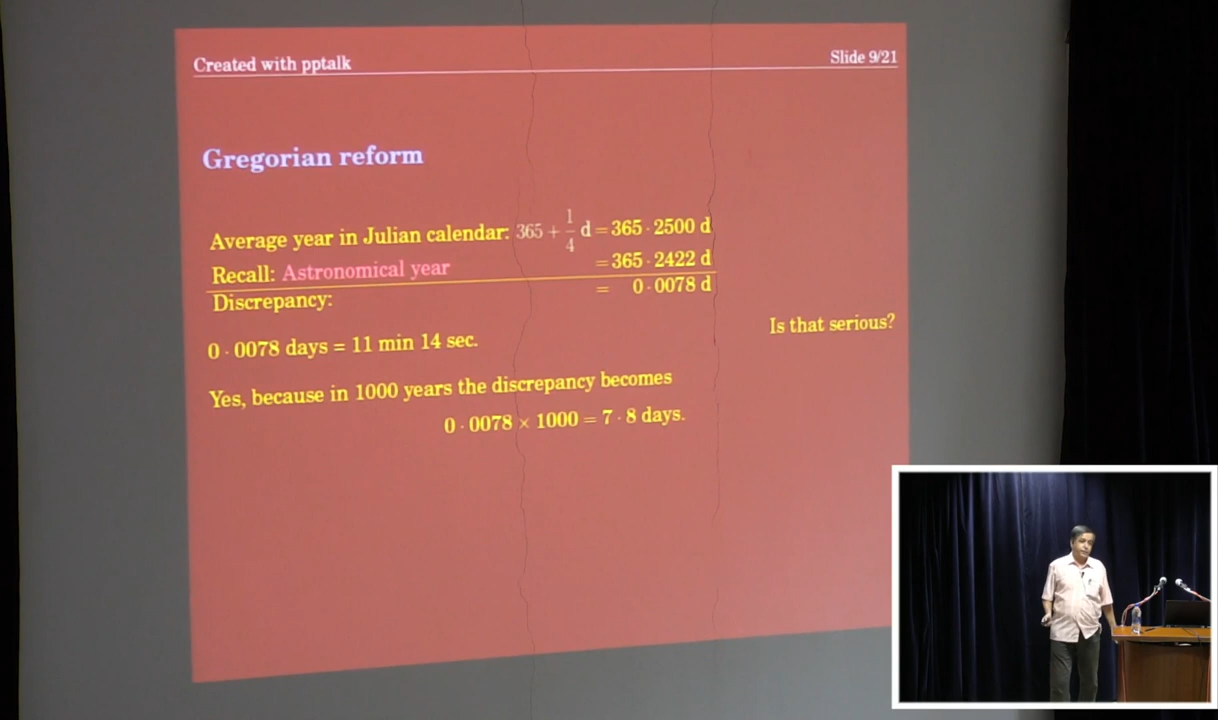 Created with pptalk
Slide 9/21
Gregorian reform
Average year in Julian calendar: 365 + 1/4 d = 365 · 2500 d
Recall: Astronomical year = 365 · 2422 d
Discrepancy: = 0 · 0078 d
Is that serious?
0 · 0078 days = 11 min 14 sec.
Yes, because in 1000 years the discrepancy becomes
0 · 0078 × 1000 = 7 · 8 days.